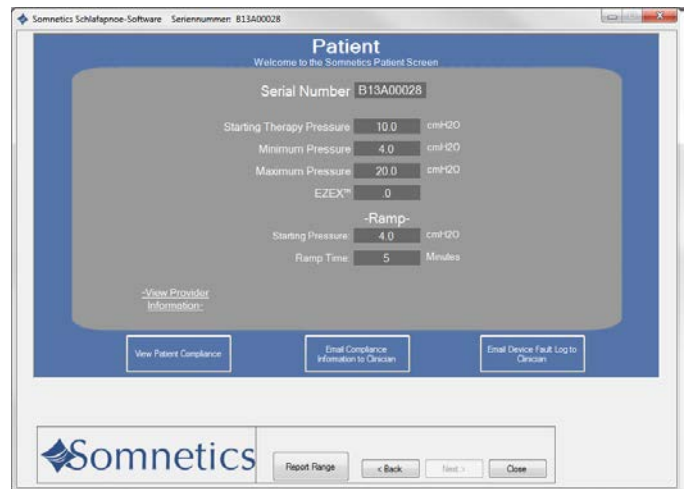 Somnetics Schlafapnoe-Software Seriennummer: B13A00028
Patient
Welcome to the Somnetics Patient Screen
Serial Number B13A00028
Starting Therapy Pressure 10.0 cmH2O
Minimum Pressure 4.0 cmH2O
Maximum Pressure 20.0 cmH2O
EZEX™ .0
-Ramp-
Starting Pressure: 4.0 cmH2O
Ramp Time: 5 Minutes
-View Provider
Information-
View Patient Compliance
Email Compliance
Information to Clinician
Email Device Fault Log to
Clinician
Somnetics
Report Range
< Back
Next >
Close